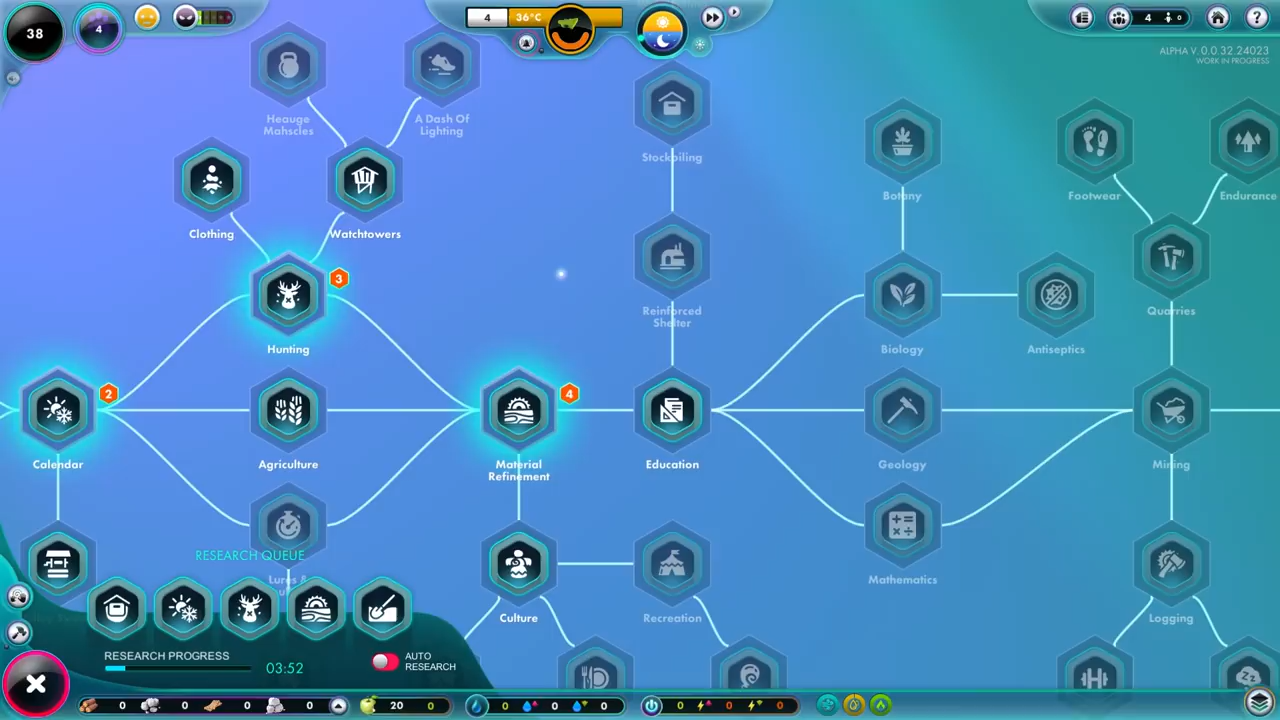 38
4
4
36°C
4
0
ALPHA V. 0.0.32.24023
WORK IN PROGRESS
Heauge
Mahscles
A Dash Of
Lighting
Stockpiling
Botany
Footwear
Endurance
Clothing
Watchtowers
3
Hunting
Reinforced
Shelter
Biology
Antiseptics
Quarries
2
4
Calendar
Agriculture
Material
Refinement
Education
Geology
Mining
RESEARCH QUEUE
Lures &
Culture
Recreation
Mathematics
Logging
RESEARCH PROGRESS
03:52
AUTO
RESEARCH
0
0
0
0
20
0
0
0
0
0
0
0